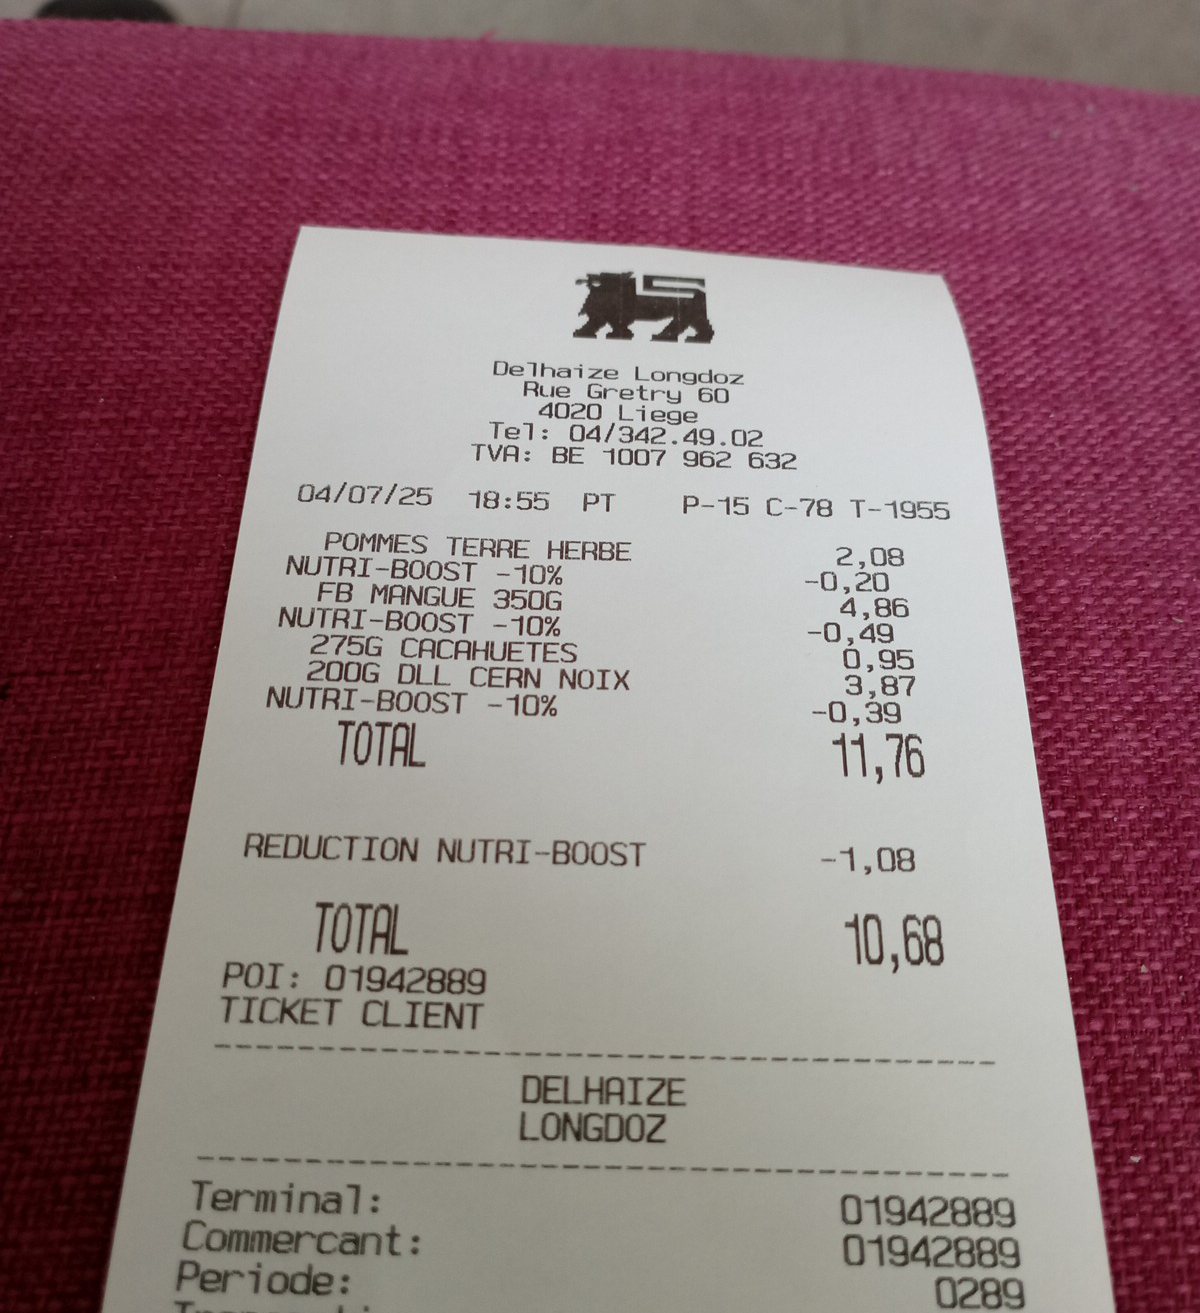 Delhaize Longdoz
Rue Gretry 60
4020 Liege
Tel: 04/342.49.02
TVA: BE 1007 962 632
04/07/25 18:55 PT P-15 C-78 T-1955
POMMES TERRE HERBE 2,08
NUTRI-BOOST -10% -0,20
FB MANGUE 350G 4,86
NUTRI-BOOST -10% -0,49
275G CACAHUETES 0,95
200G DLL CERN NOIX 3,87
NUTRI-BOOST -10% -0,39
TOTAL 11,76
REDUCTION NUTRI-BOOST -1,08
TOTAL 10,68
POI: 01942889
TICKET CLIENT
DELHAIZE
LONGDOZ
Terminal: 01942889
Commercant: 01942889
Periode: 0289